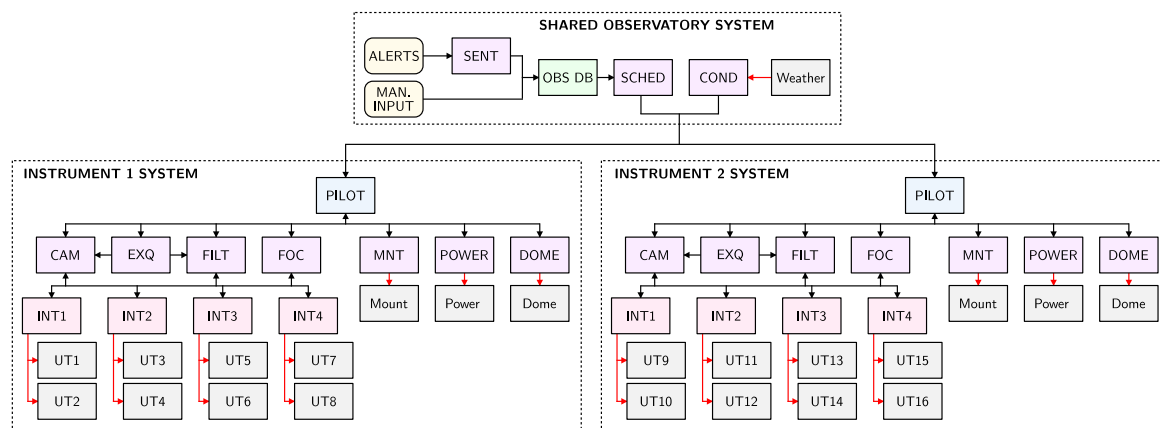 SHARED OBSERVATORY SYSTEM
ALERTS
SENT
MAN.
INPUT
OBS DB
SCHED
COND
Weather
INSTRUMENT 1 SYSTEM
PILOT
CAM
EXQ
FILT
FOC
MNT
POWER
DOME
Mount
Power
Dome
INT1
INT2
INT3
INT4
UT1
UT3
UT5
UT7
UT2
UT4
UT6
UT8
INSTRUMENT 2 SYSTEM
PILOT
CAM
EXQ
FILT
FOC
MNT
POWER
DOME
Mount
Power
Dome
INT1
INT2
INT3
INT4
UT9
UT11
UT13
UT15
UT10
UT12
UT14
UT16